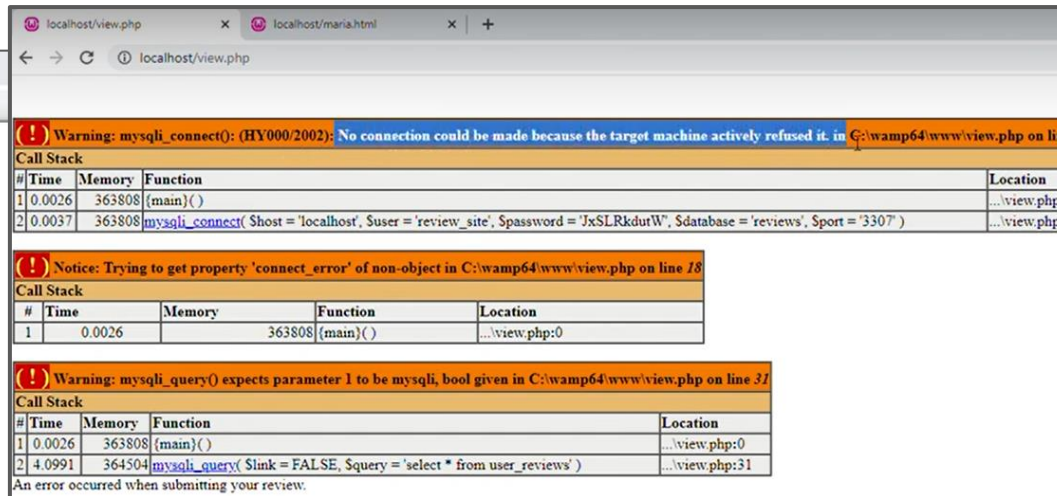 localhost/view.php
localhost/maria.html
localhost/view.php
( ! ) Warning: mysqli_connect(): (HY000/2002): No connection could be made because the target machine actively refused it. in C:\wamp64\www\view.php on
Call Stack
# Time Memory Function Location
1 0.0026 363808 {main}( ) ...\view.php
2 0.0037 363808 mysqli_connect( $host = 'localhost', $user = 'review_site', $password = 'JxSLRkdutW', $database = 'reviews', $port = '3307' ) ...\view.php
( ! ) Notice: Trying to get property 'connect_error' of non-object in C:\wamp64\www\view.php on line 18
Call Stack
# Time Memory Function Location
1 0.0026 363808 {main}( ) ...\view.php:0
( ! ) Warning: mysqli_query() expects parameter 1 to be mysqli, bool given in C:\wamp64\www\view.php on line 31
Call Stack
# Time Memory Function Location
1 0.0026 363808 {main}( ) ...\view.php:0
2 4.0991 364504 mysqli_query( $link = FALSE, $query = 'select * from user_reviews' ) ...\view.php:31
An error occurred when submitting your review.